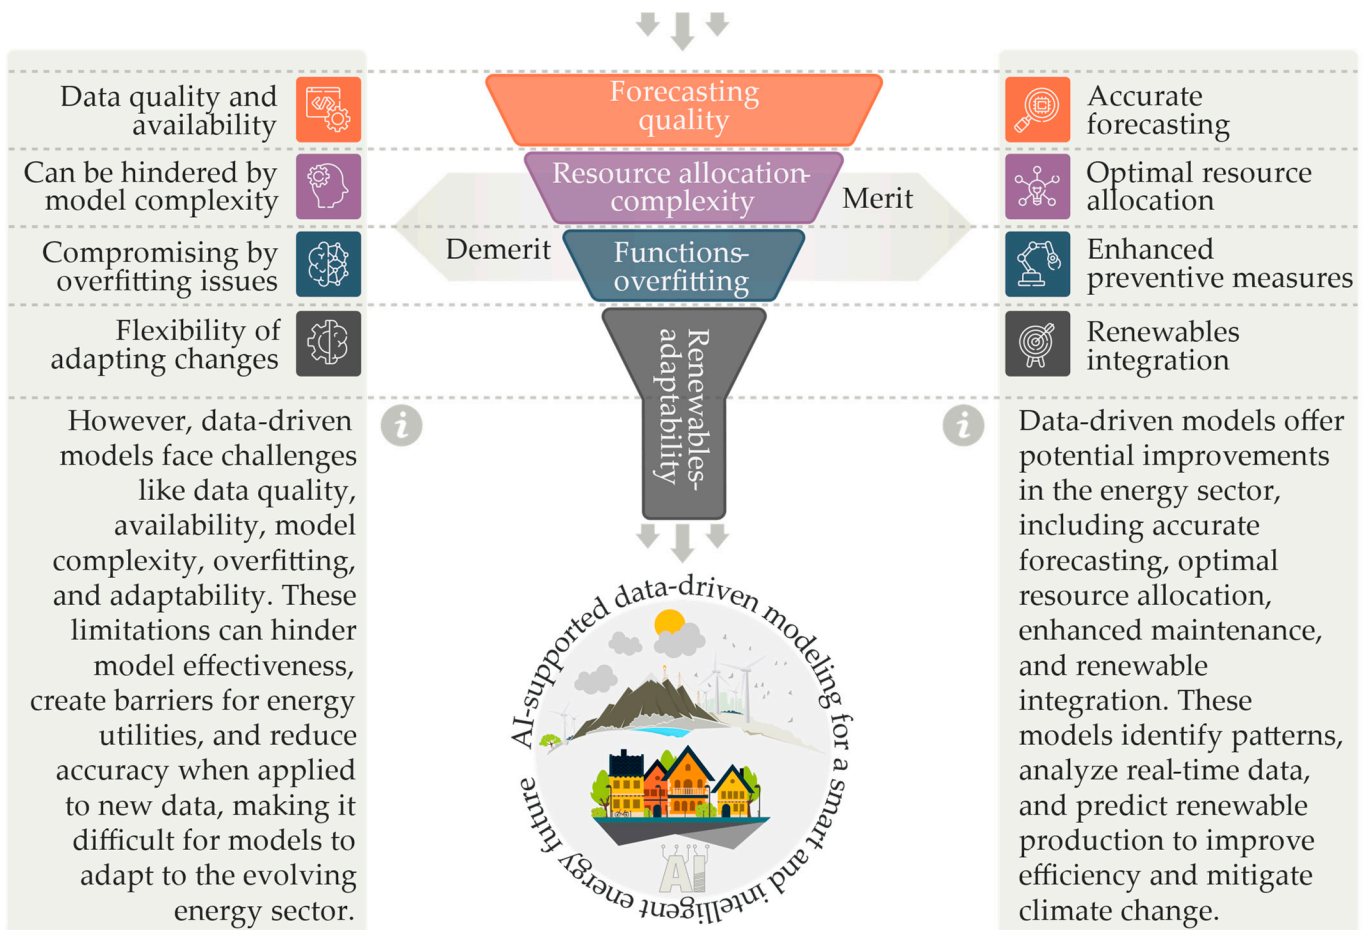 Data quality and
availability
Can be hindered by
model complexity
Compromising by
overfitting issues
Flexibility of
adapting changes
However, data-driven
models face challenges
like data quality,
availability, model
complexity, overfitting,
and adaptability. These
limitations can hinder
model effectiveness,
create barriers for energy
utilities, and reduce
accuracy when applied
to new data, making it
difficult for models to
adapt to the evolving
energy sector.
Forecasting
quality
Resource allocation-
complexity
Functions-
overfitting
Renewables-
adaptability
Demerit
Merit
AI-supported data-driven modeling for a smart and intelligent energy future
AI
Accurate
forecasting
Optimal resource
allocation
Enhanced
preventive measures
Renewables
integration
Data-driven models offer
potential improvements
in the energy sector,
including accurate
forecasting, optimal
resource allocation,
enhanced maintenance,
and renewable
integration. These
models identify patterns,
analyze real-time data,
and predict renewable
production to improve
efficiency and mitigate
climate change.